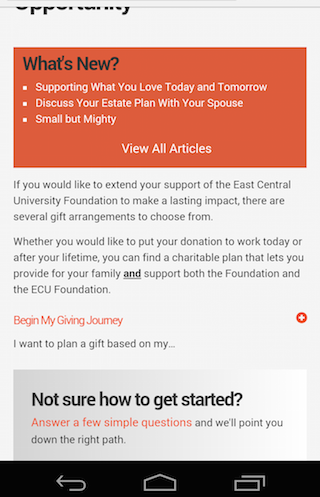 Opportunity
What's New?
Supporting What You Love Today and Tomorrow
Discuss Your Estate Plan With Your Spouse
Small but Mighty
View All Articles
If you would like to extend your support of the East Central
University Foundation to make a lasting impact, there are
several gift arrangements to choose from.
Whether you would like to put your donation to work today or
after your lifetime, you can find a charitable plan that lets you
provide for your family and support both the Foundation and
the ECU Foundation.
Begin My Giving Journey
I want to plan a gift based on my…
Not sure how to get started?
Answer a few simple questions and we'll point you
down the right path.